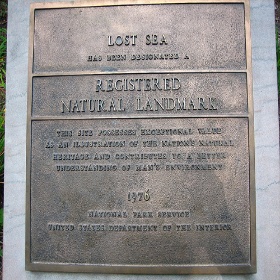 LOST SEA
HAS BEEN DESIGNATED A
REGISTERED
NATURAL LANDMARK
THIS SITE POSSESSES EXCEPTIONAL VALUE
AS AN ILLUSTRATION OF THE NATION'S NATURAL
HERITAGE AND CONTRIBUTES TO A BETTER
UNDERSTANDING OF MAN'S ENVIRONMENT
1976
NATIONAL PARK SERVICE
UNITED STATES DEPARTMENT OF THE INTERIOR